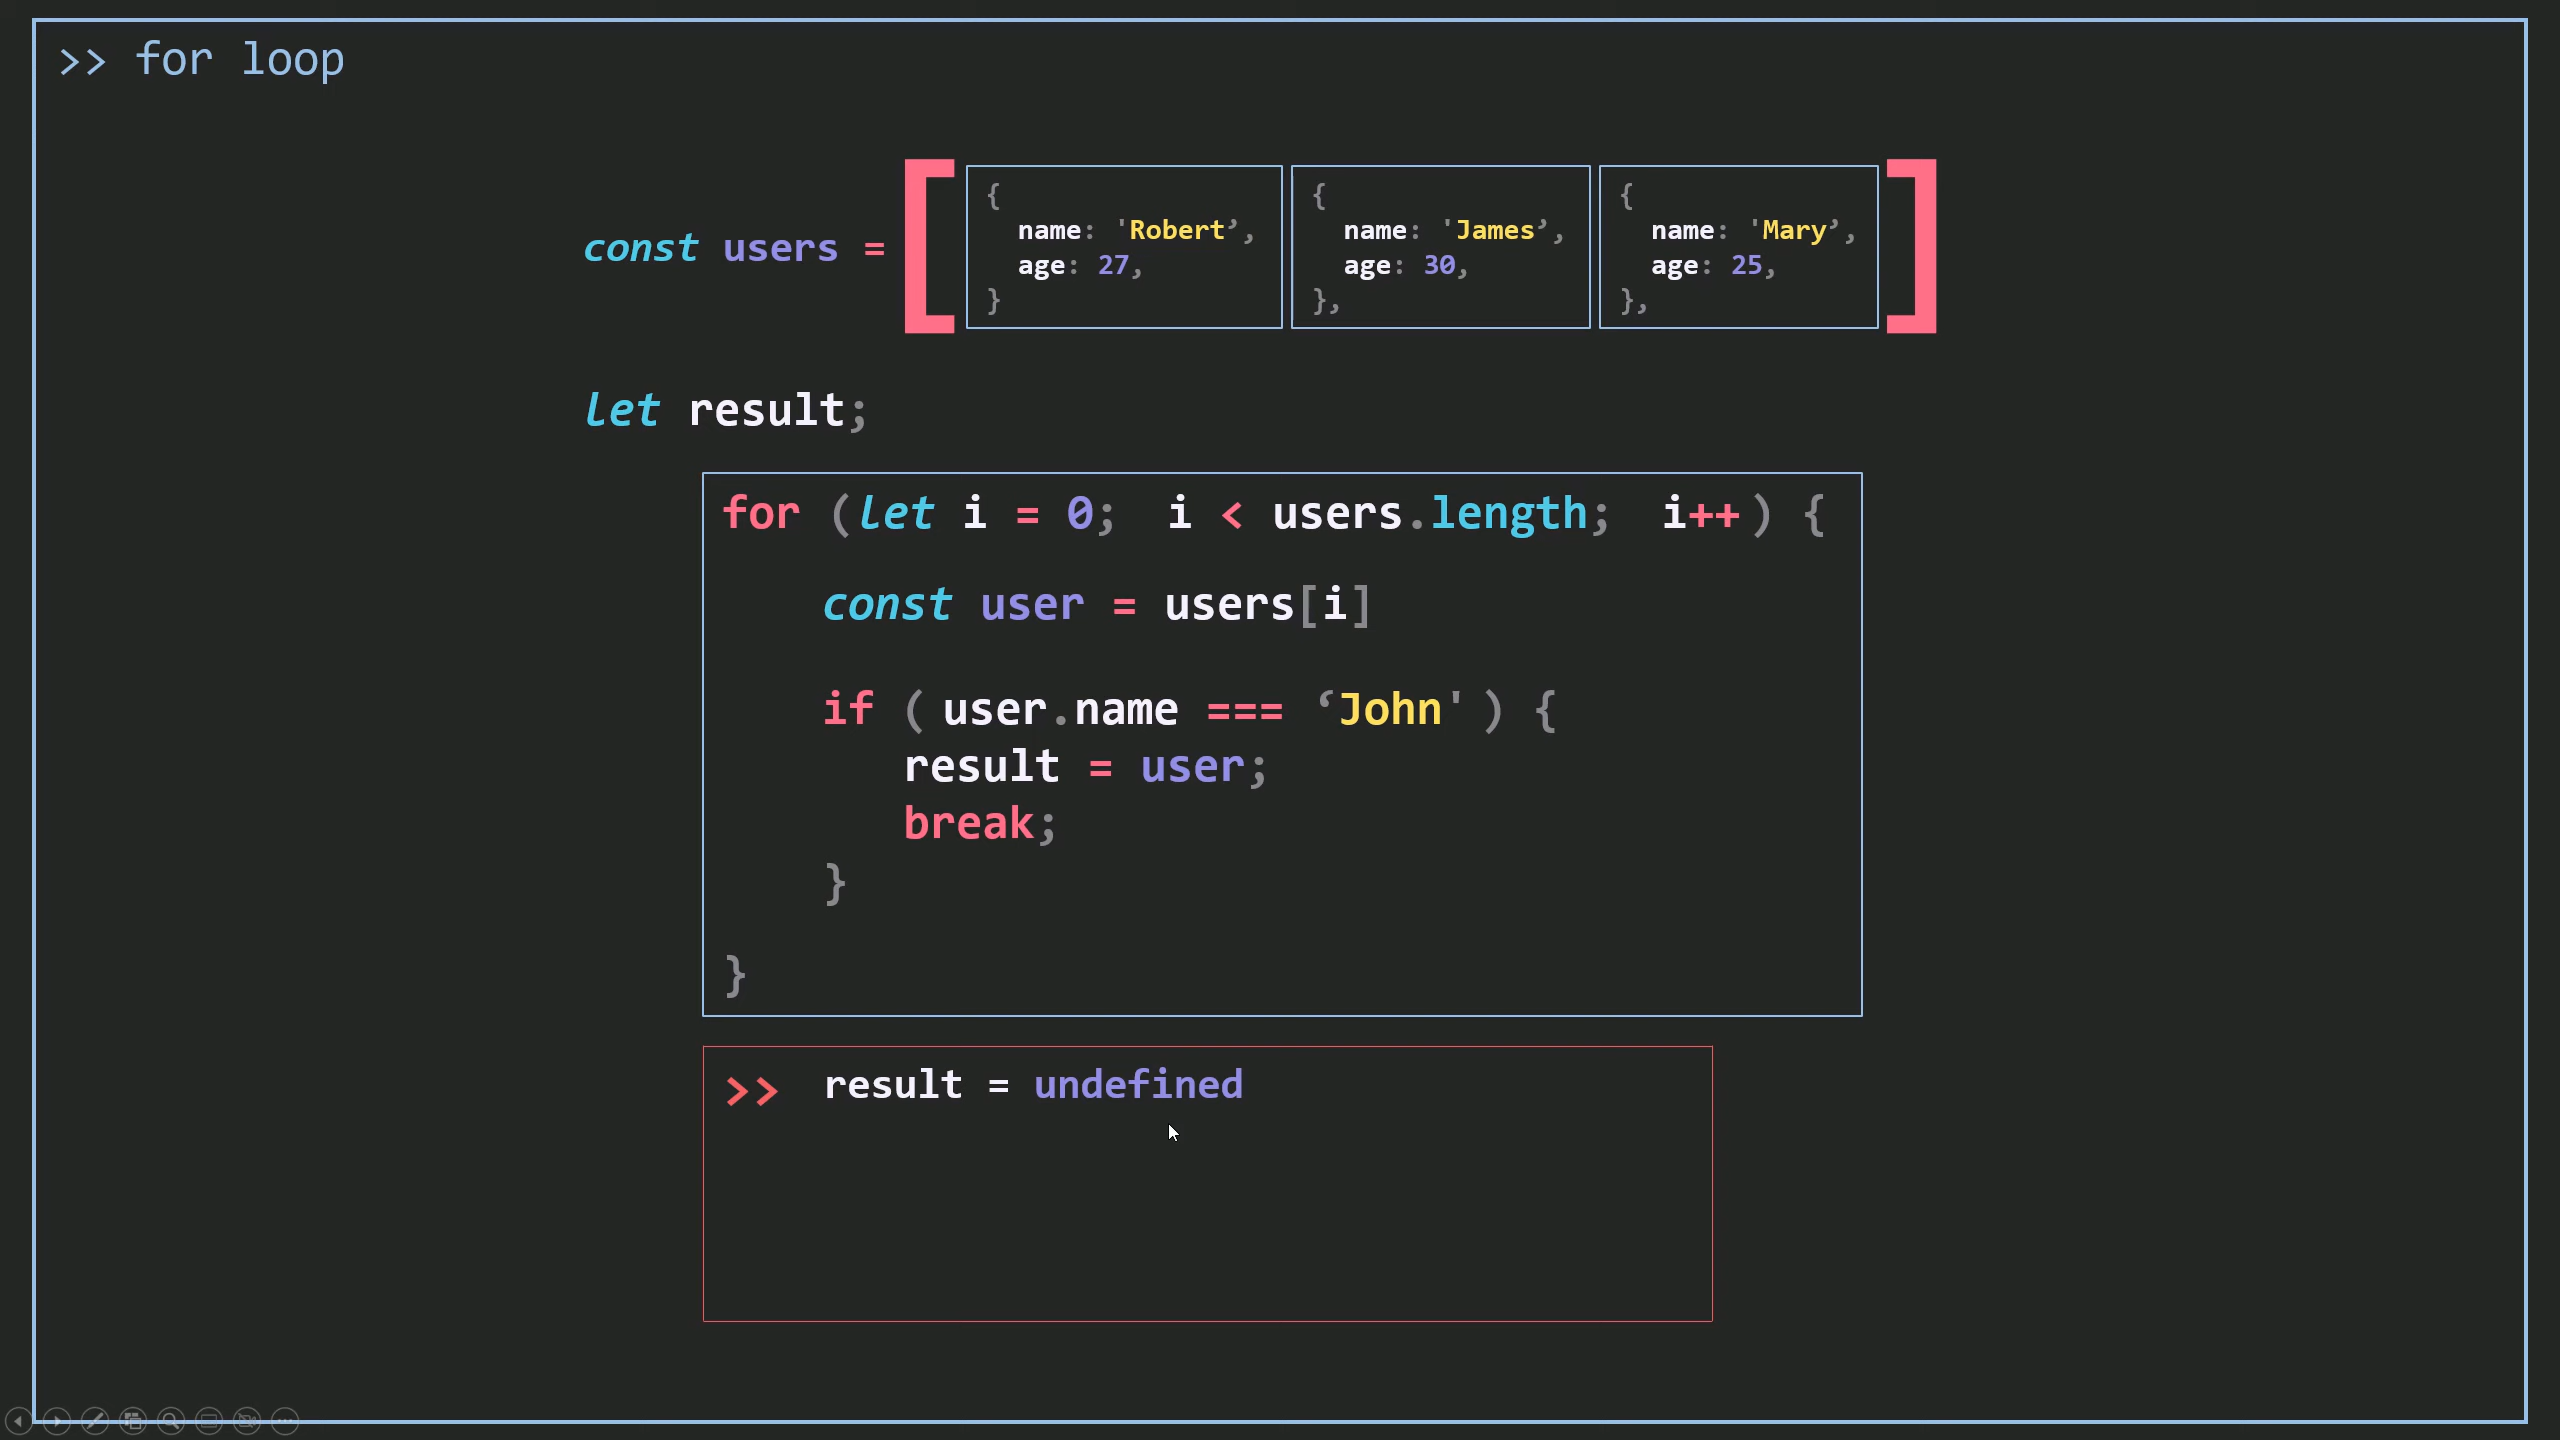 >> for loop
const users = [
{
name: 'Robert’,
age: 27,
}
{
name: 'James’,
age: 30,
},
{
name: 'Mary’,
age: 25,
},
]
let result;
for (let i = 0; i < users.length; i++) {
const user = users[i]
if ( user.name === ‘John' ) {
result = user;
break;
}
}
>> result = undefined